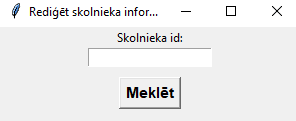 Rediģēt skolnieka infor...
Skolnieka id:
Meklēt